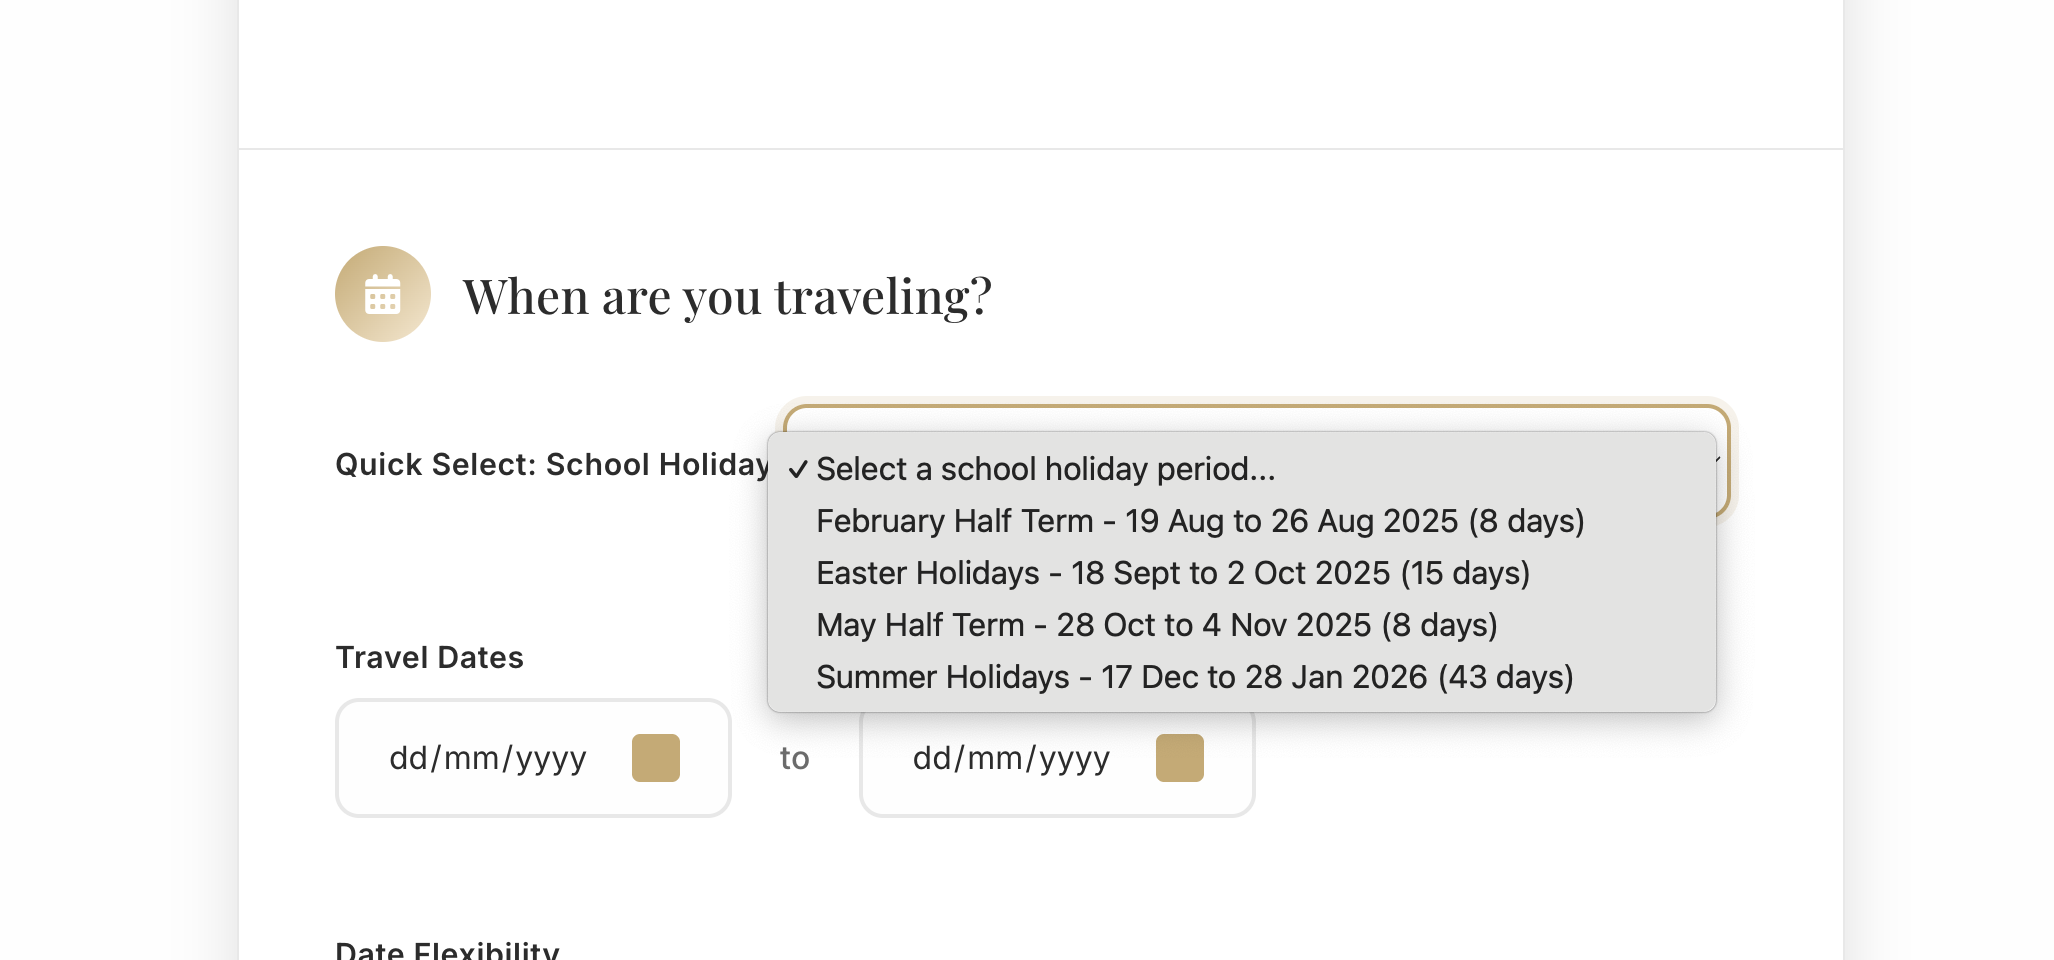 When are you traveling?
Quick Select: School Holiday
Select a school holiday period...
February Half Term - 19 Aug to 26 Aug 2025 (8 days)
Easter Holidays - 18 Sept to 2 Oct 2025 (15 days)
May Half Term - 28 Oct to 4 Nov 2025 (8 days)
Summer Holidays - 17 Dec to 28 Jan 2026 (43 days)
Travel Dates
dd/mm/yyyy to dd/mm/yyyy
Date Flexibility